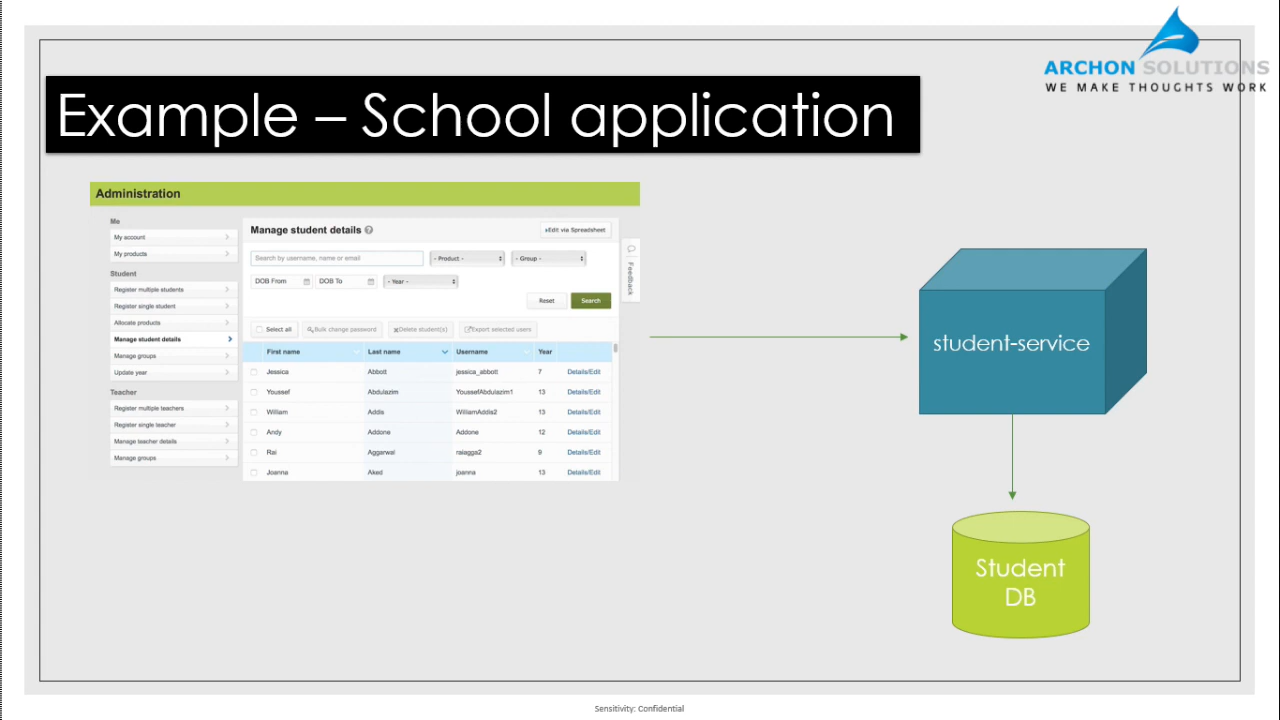 ARCHON SOLUTIONS
WE MAKE THOUGHTS WORK
Example – School application
Administration
Me
My account
My products
Student
Register multiple students
Register single student
Allocate products
Manage student details
Manage groups
Update year
Teacher
Register multiple teachers
Register single teacher
Manage teacher details
Manage groups
Manage student details ?
Edit via Spreadsheet
Search by username, name or email
- Product -
- Group -
DOB From
DOB To
- Year -
Reset
Search
Feedback
Select all
Bulk change password
Delete student(s)
Export selected users
First name Last name Username Year
Jessica Abbott jessica_abbott 7 Details/Edit
Youssef Abdulazim YoussefAbdulazim1 13 Details/Edit
William Addis WilliamAddis2 13 Details/Edit
Andy Addone Addone 12 Details/Edit
Rai Aggarwal raiagga2 9 Details/Edit
Joanna Aked joanna 13 Details/Edit
student-service
Student
DB
Sensitivity: Confidential